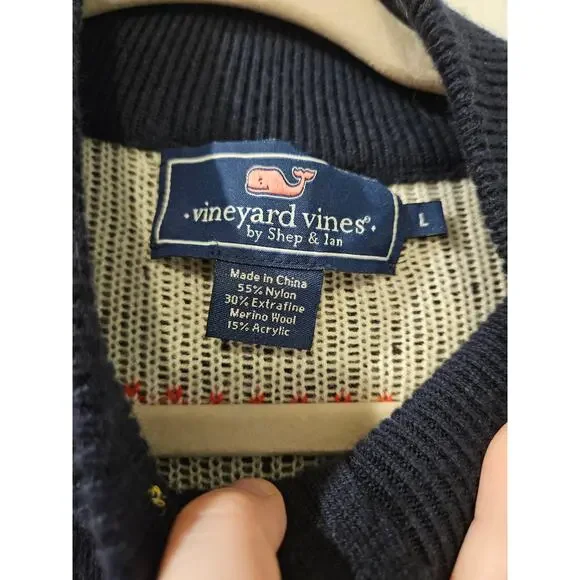 vineyard vines®
by Shep & Ian
L
Made in China
55% Nylon
30% Extrafine
Merino Wool
15% Acrylic